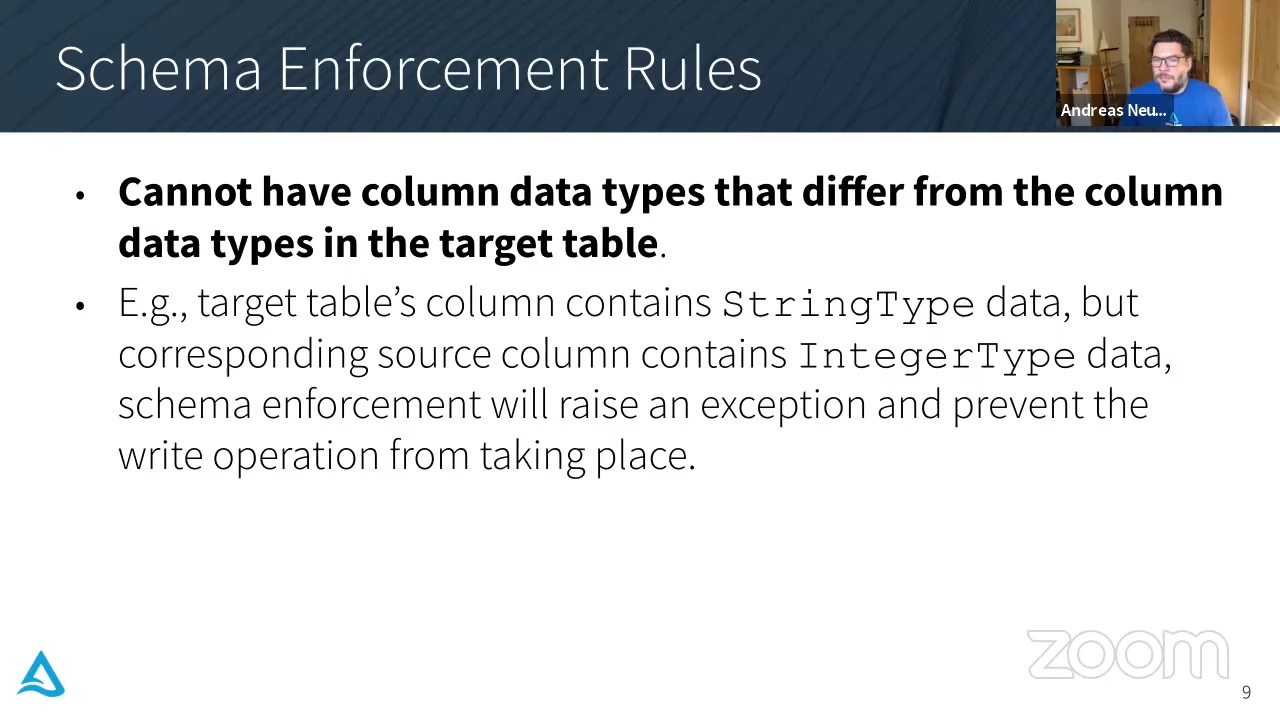 Schema Enforcement Rules
Andreas Neu...
• Cannot have column data types that differ from the column
data types in the target table.
• E.g., target table’s column contains StringType data, but
corresponding source column contains IntegerType data,
schema enforcement will raise an exception and prevent the
write operation from taking place.
zoom
9